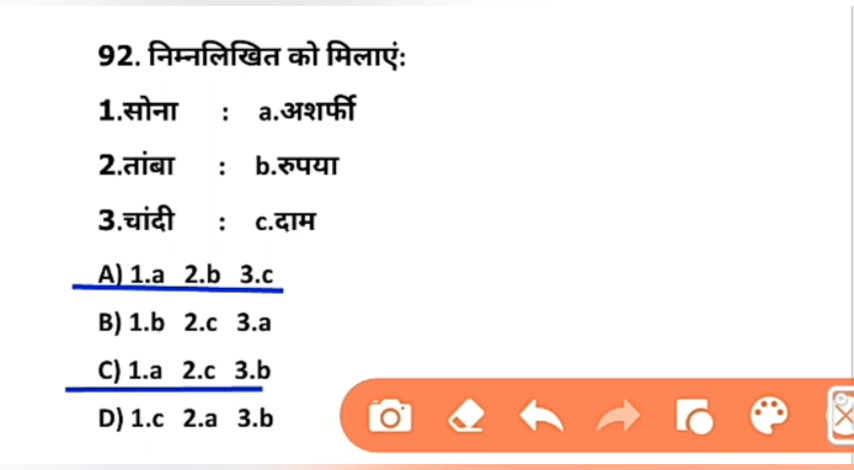 92. निम्नलिखित को मिलाएं:
1.सोना : a.अशर्फी
2.तांबा : b.रुपया
3.चांदी : c.दाम
A) 1.a 2.b 3.c
B) 1.b 2.c 3.a
C) 1.a 2.c 3.b
D) 1.c 2.a 3.b